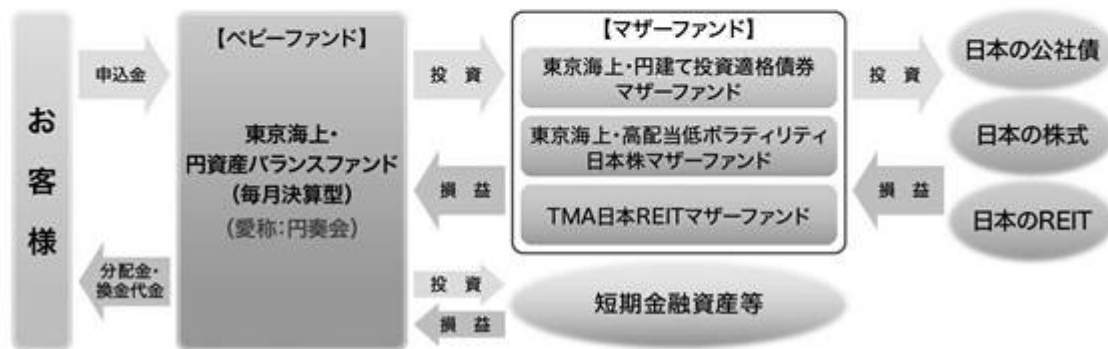 お客様
申込金
分配金・
換金代金
【ベビーファンド】
東京海上・
円資産バランスファンド
(毎月決算型)
(愛称:円奏会)
投 資
損 益
投 資
損 益
【マザーファンド】
東京海上・円建て投資適格債券
マザーファンド
東京海上・高配当低ボラティリティ
日本株マザーファンド
TMA日本REITマザーファンド
短期金融資産等
投 資
損 益
日本の公社債
日本の株式
日本のREIT